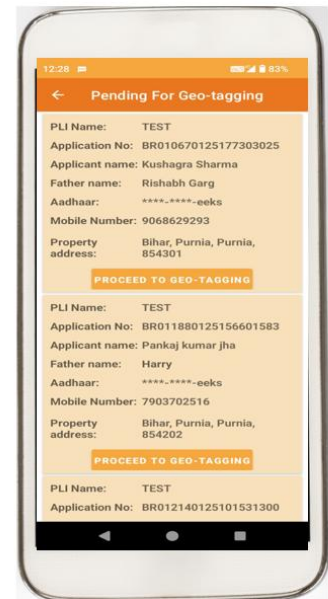 12:28 83%
Pending For Geo-tagging
PLI Name: TEST
Application No: BR010670125177303025
Applicant name: Kushagra Sharma
Father name: Rishabh Garg
Aadhaar: ****-****-eeks
Mobile Number: 9068629293
Property address: Bihar, Purnia, Purnia,
854301
PROCEED TO GEO-TAGGING
PLI Name: TEST
Application No: BR011880125156601583
Applicant name: Pankaj kumar jha
Father name: Harry
Aadhaar: ****-****-eeks
Mobile Number: 7903702516
Property address: Bihar, Purnia, Purnia,
854202
PROCEED TO GEO-TAGGING
PLI Name: TEST
Application No: BR012140125101531300